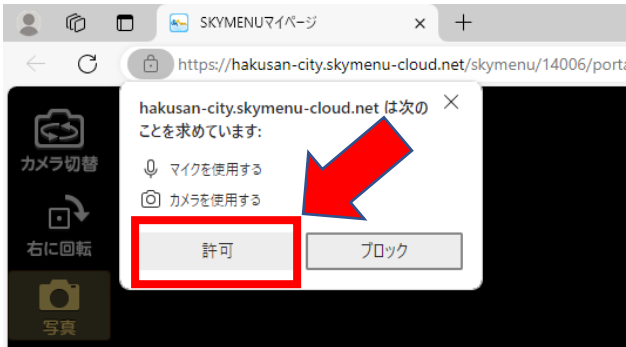 SKYMENUマイページ
https://hakusan-city.skymenu-cloud.net/skymenu/14006/porta
hakusan-city.skymenu-cloud.net は次の
ことを求めています:
マイクを使用する
カメラを使用する
許可
ブロック
カメラ切替
右に回転
写真